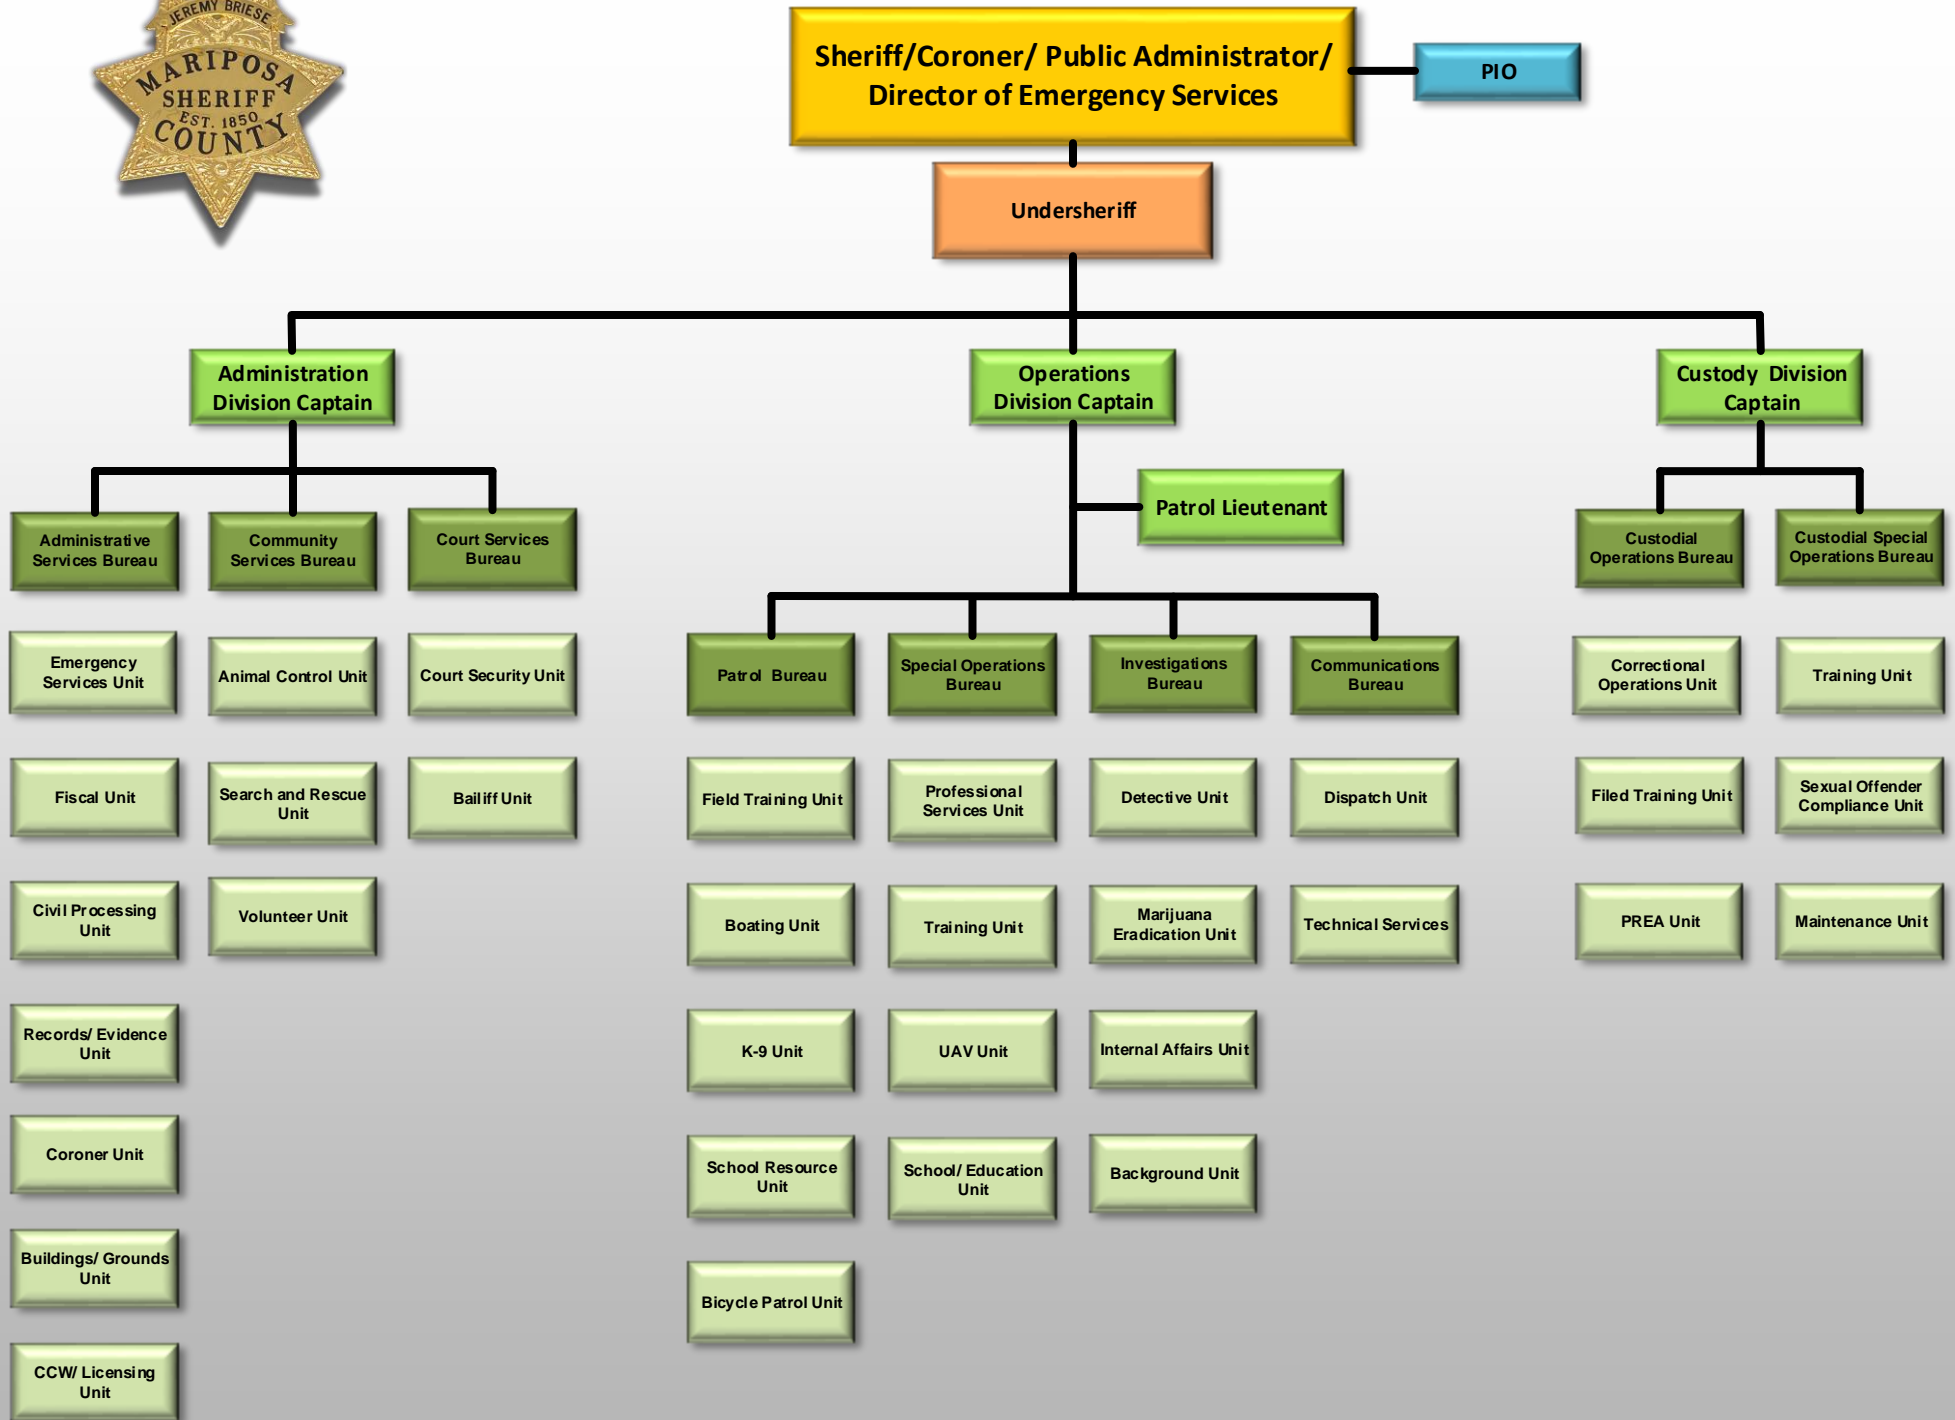 JEREMY BRIESE
MARIPOSA
SHERIFF
EST. 1850
COUNTY
Sheriff/Coroner/ Public Administrator/
Director of Emergency Services
PIO
Undersheriff
Administration
Division Captain
Operations
Division Captain
Custody Division
Captain
Patrol Lieutenant
Administrative
Services Bureau
Community
Services Bureau
Court Services
Bureau
Custodial
Operations Bureau
Custodial Special
Operations Bureau
Emergency
Services Unit
Animal Control Unit
Court Security Unit
Patrol Bureau
Special Operations
Bureau
Investigations
Bureau
Communications
Bureau
Correctional
Operations Unit
Training Unit
Fiscal Unit
Search and Rescue
Unit
Bailiff Unit
Field Training Unit
Professional
Services Unit
Detective Unit
Dispatch Unit
Filed Training Unit
Sexual Offender
Compliance Unit
Civil Processing
Unit
Volunteer Unit
Boating Unit
Training Unit
Marijuana
Eradication Unit
Technical Services
PREA Unit
Maintenance Unit
Records/ Evidence
Unit
K-9 Unit
UAV Unit
Internal Affairs Unit
Coroner Unit
School Resource
Unit
School/ Education
Unit
Background Unit
Buildings/ Grounds
Unit
Bicycle Patrol Unit
CCW/ Licensing
Unit